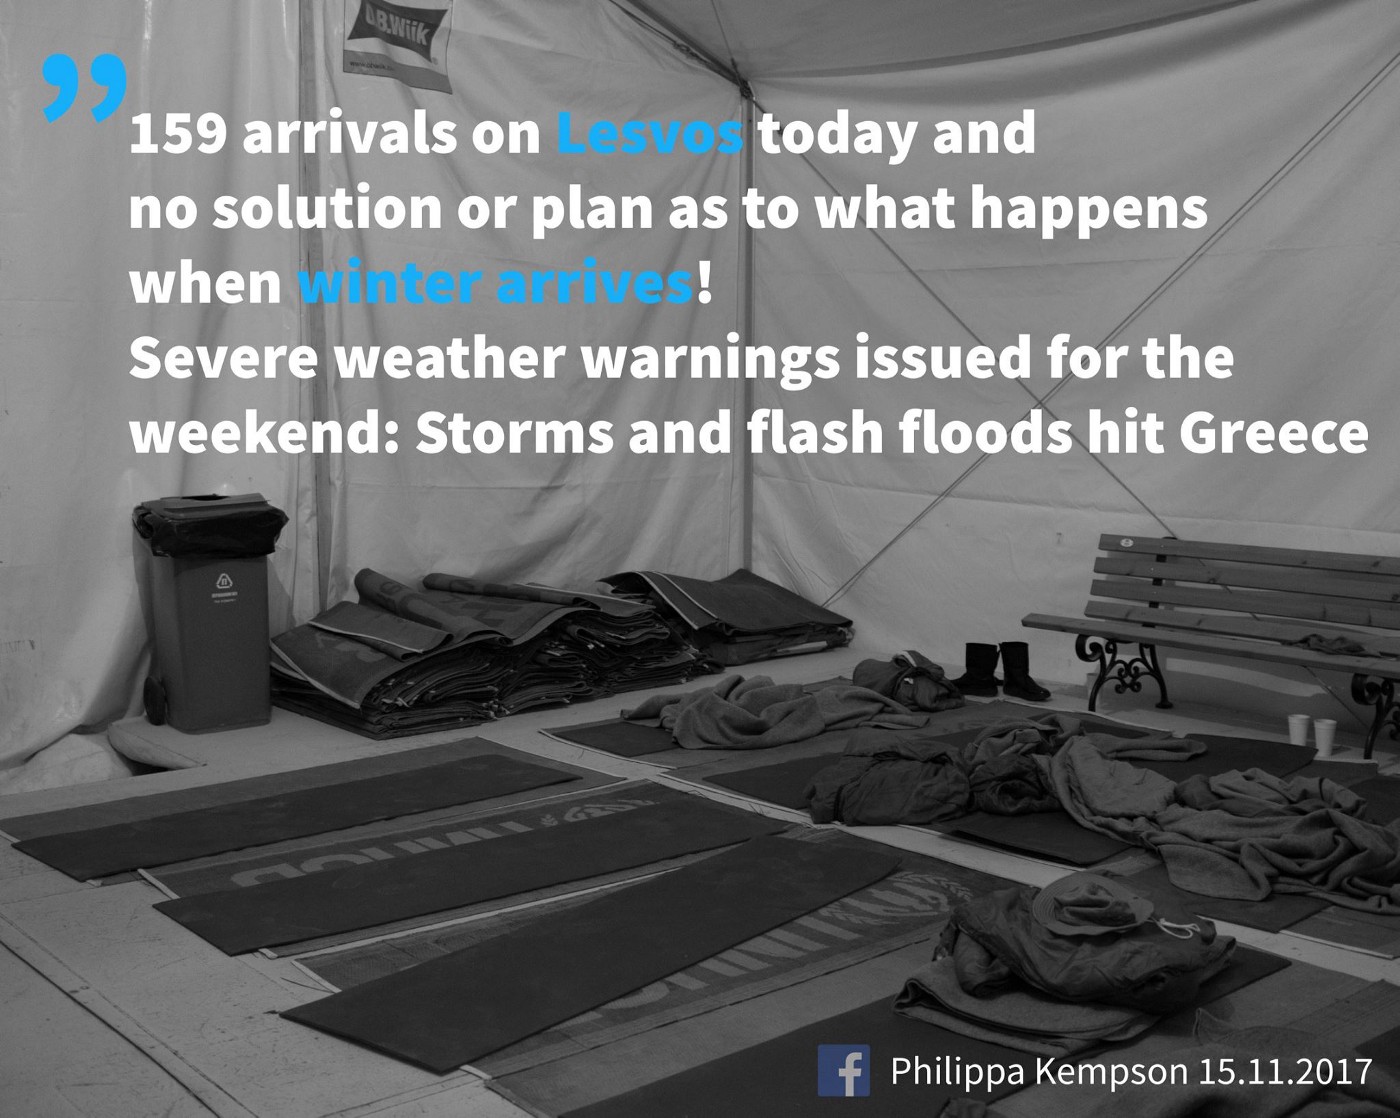 D.B.Wiik
”
159 arrivals on Lesvos today and
no solution or plan as to what happens
when winter arrives!
Severe weather warnings issued for the
weekend: Storms and flash floods hit Greece
f Philippa Kempson 15.11.2017